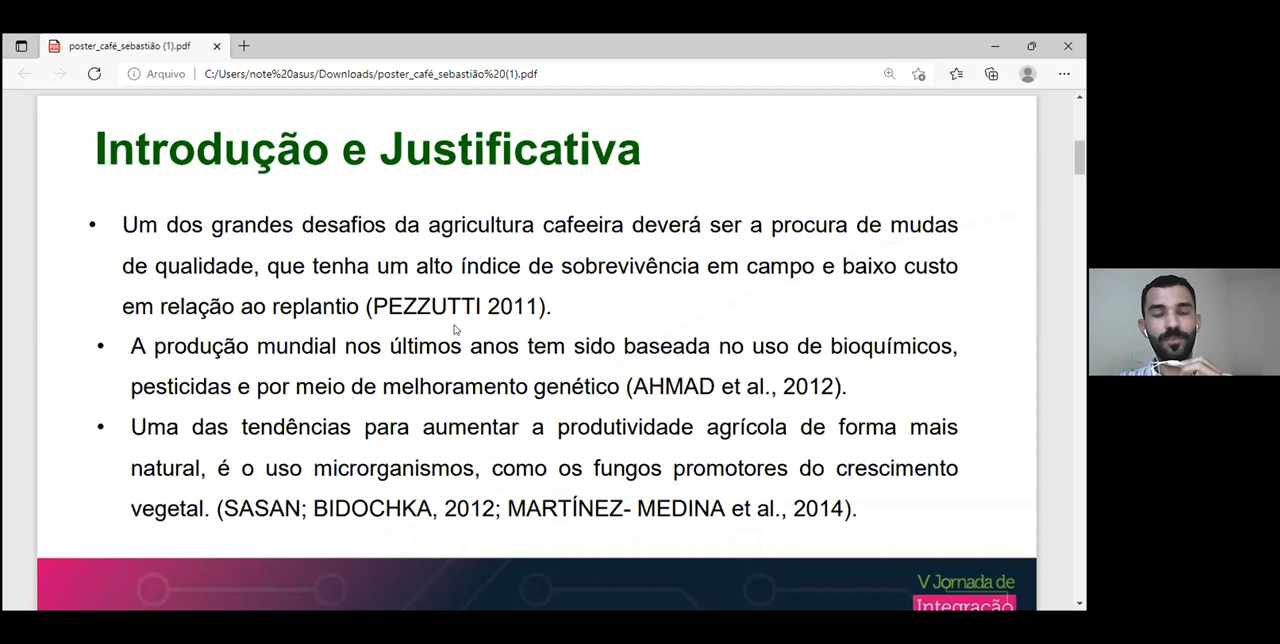 poster_café_sebastião (1).pdf
Arquivo
C:/Users/note%20asus/Downloads/poster_café_sebastião%20(1).pdf
Introdução e Justificativa
• Um dos grandes desafios da agricultura cafeeira deverá ser a procura de mudas
de qualidade, que tenha um alto índice de sobrevivência em campo e baixo custo
em relação ao replantio (PEZZUTTI 2011).
• A produção mundial nos últimos anos tem sido baseada no uso de bioquímicos,
pesticidas e por meio de melhoramento genético (AHMAD et al., 2012).
• Uma das tendências para aumentar a produtividade agrícola de forma mais
natural, é o uso microrganismos, como os fungos promotores do crescimento
vegetal. (SASAN; BIDOCHKA, 2012; MARTÍNEZ- MEDINA et al., 2014).
V Jornada de
Integração